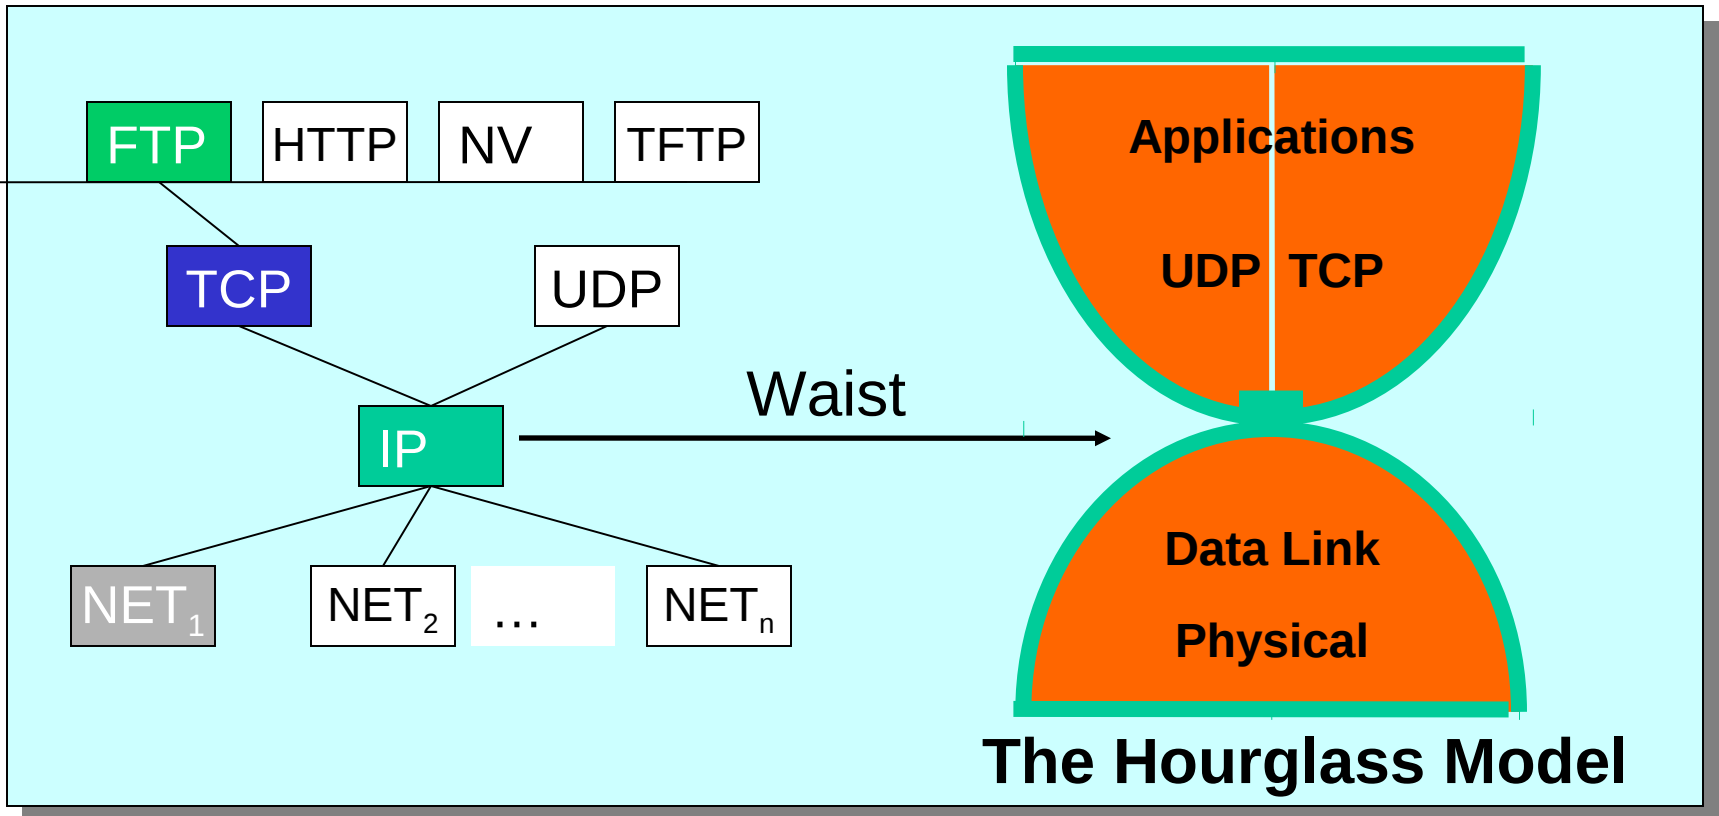 FTP HTTP NV TFTP
TCP UDP
IP
NET1 NET2 … NETn
Waist
Applications
UDP TCP
Data Link
Physical
The Hourglass Model